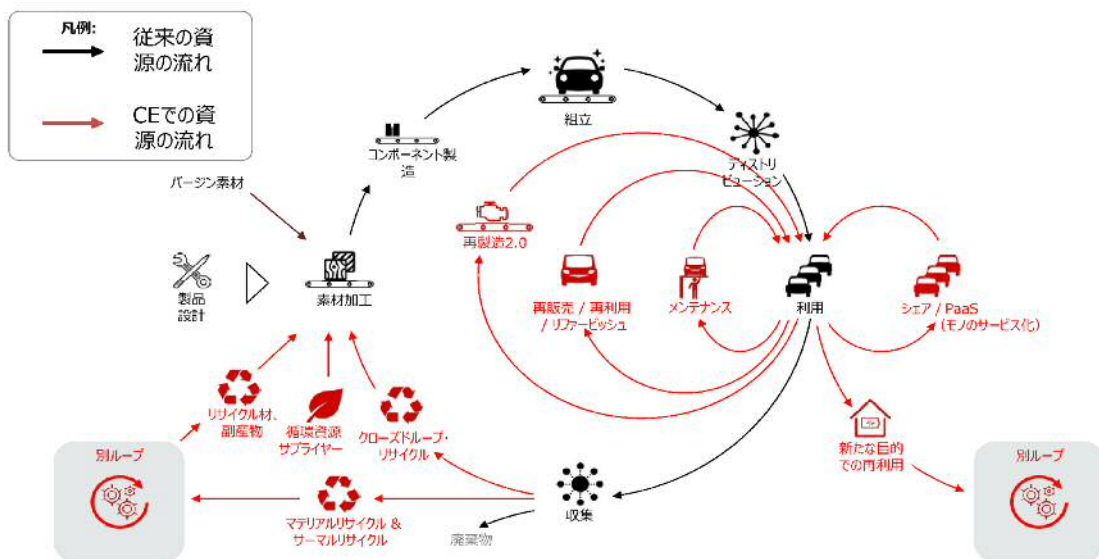 凡例:
従来の資
源の流れ
CEでの資
源の流れ
組立
コンポーネント製
造
ディストリ
ビューション
バージン素材
再製造2.0
製品
設計
素材加工
再販売 / 再利用
/ リファービッシュ
メンテナンス
利用
シェア / PaaS
(モノのサービス化)
リサイクル材、
副産物
循環資源
サプライヤー
クローズドループ・
リサイクル
新たな目的
での再利用
別ループ
別ループ
マテリアルリサイクル &
サーマルリサイクル
収集
廃棄物